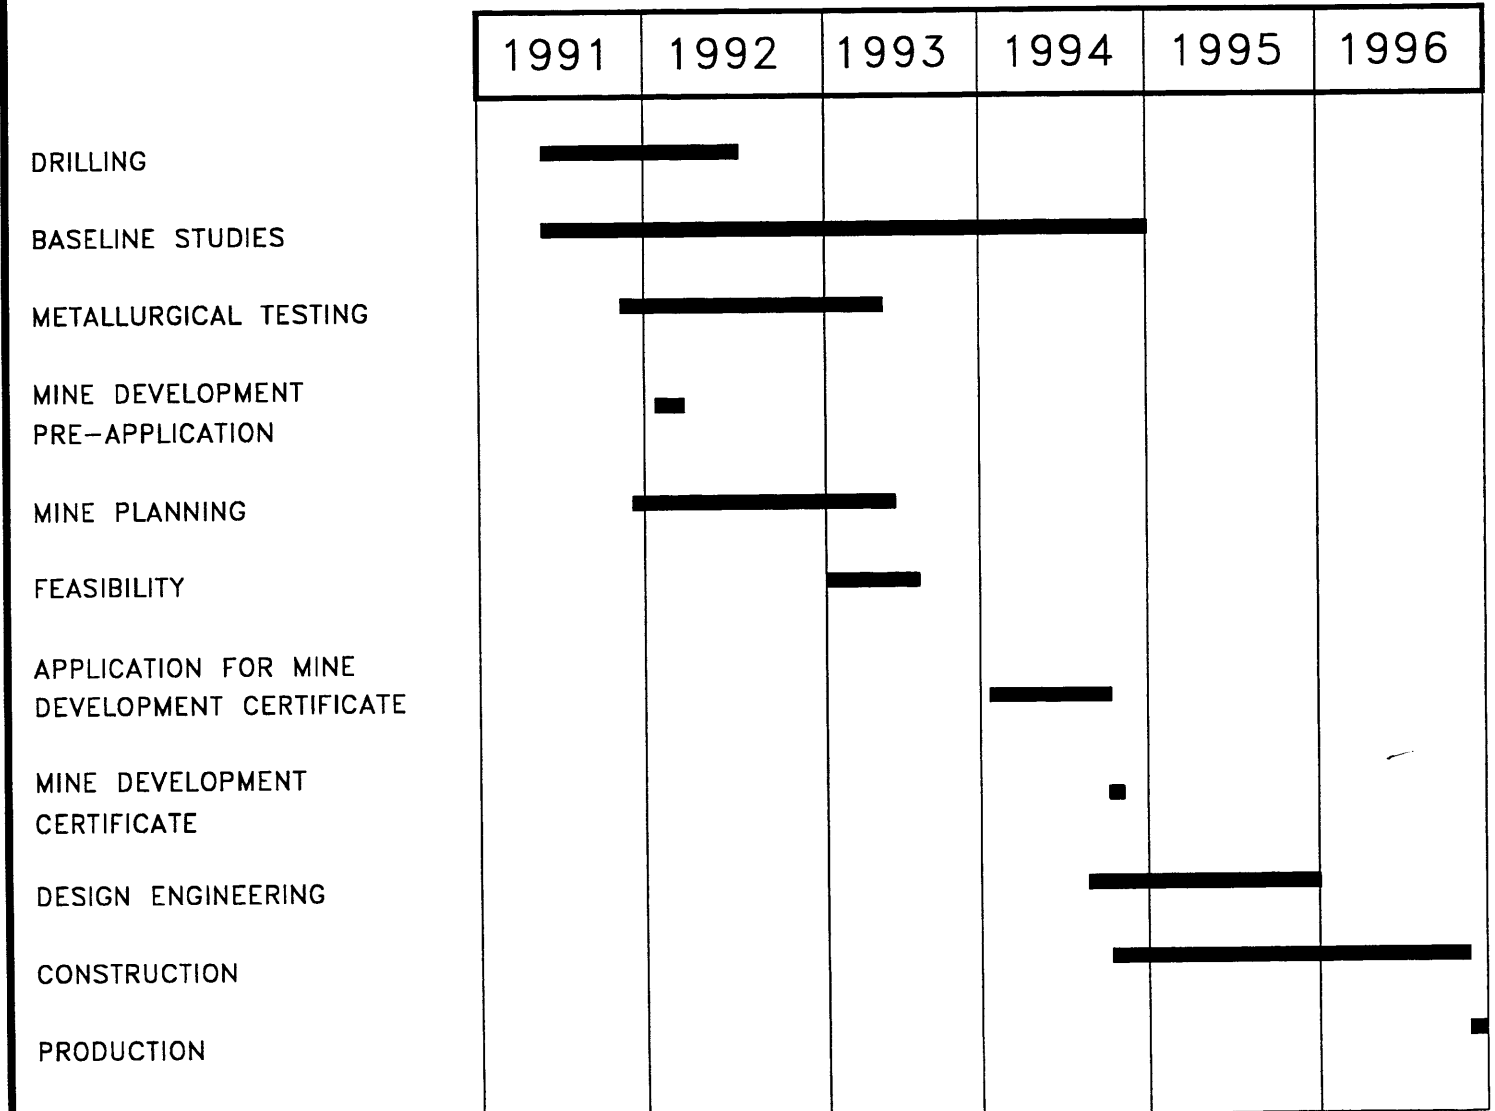 1991 1992 1993 1994 1995 1996
DRILLING
BASELINE STUDIES
METALLURGICAL TESTING
MINE DEVELOPMENT
PRE-APPLICATION
MINE PLANNING
FEASIBILITY
APPLICATION FOR MINE
DEVELOPMENT CERTIFICATE
MINE DEVELOPMENT
CERTIFICATE
DESIGN ENGINEERING
CONSTRUCTION
PRODUCTION